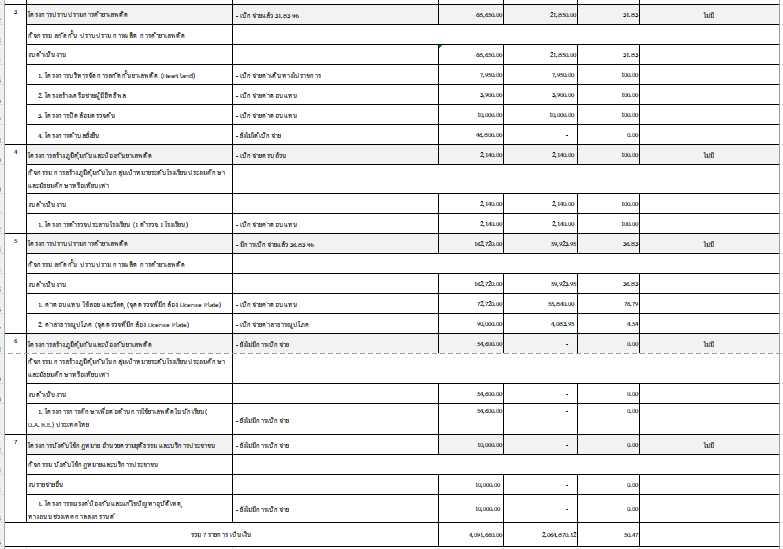 3 โครงการปราบปรามการค้ายาเสพติด - เบิกจ่ายแล้ว 31.83 % 68,650.00 21,850.00 31.83 ไม่มี
กิจกรรม สกัดกั้น ปราบปราม การผลิต การค้ายาเสพติด
งบดำเนินงาน 68,650.00 21,850.00 31.83
1. โครงการบริหารจัดการสกัดกั้นยาเสพติด (Heartland) - เบิกจ่ายค่าเดินทางไปราชการ 7,950.00 7,950.00 100.00
2. โครงสร้างเครือข่ายผู้มีอิทธิพล - เบิกจ่ายค่าตอบแทน 3,900.00 3,900.00 100.00
3. โครงการปิดล้อมตรวจค้น - เบิกจ่ายค่าตอบแทน 10,000.00 10,000.00 100.00
4. โครงการตำบลยั่งยืน - ยังไม่ได้เบิกจ่าย 46,800.00 - 0.00
4 โครงการสร้างภูมิคุ้มกันและป้องกันยาเสพติด - เบิกจ่ายครบถ้วน 2,140.00 2,140.00 100.00 ไม่มี
กิจกรรม การสร้างภูมิคุ้มกันในกลุ่มเป้าหมายระดับโรงเรียนประถมศึกษา
และมัธยมศึกษาหรือเทียบเท่า
งบดำเนินงาน 2,140.00 2,140.00 100.00
1. โครงการตำรวจประสานโรงเรียน (1 ตำรวจ 1 โรงเรียน) - เบิกจ่ายค่าตอบแทน 2,140.00 2,140.00 100.00
5 โครงการปราบปรามการค้ายาเสพติด - มีการเบิกจ่ายแล้ว 36.83 % 162,720.00 59,923.95 36.83 ไม่มี
กิจกรรม สกัดกั้น ปราบปราม การผลิต การค้ายาเสพติด
งบดำเนินงาน 162,720.00 59,923.95 36.83
1. ค่าตอบแทน ใช้สอย และวัสดุ (จุดตรวจที่มีกล้อง License Plate) - เบิกจ่ายค่าตอบแทน 72,720.00 55,840.00 76.79
2. ค่าสาธารณูปโภค (จุดตรวจที่มีกล้อง License Plate) - เบิกจ่ายค่าสาธารณูปโภค 90,000.00 4,083.95 4.54
6 โครงการสร้างภูมิคุ้มกันและป้องกันยาเสพติด - ยังไม่มีการเบิกจ่าย 34,600.00 - 0.00 ไม่มี
กิจกรรม การสร้างภูมิคุ้มกันในกลุ่มเป้าหมายระดับโรงเรียนประถมศึกษา
และมัธยมศึกษาหรือเทียบเท่า
งบดำเนินงาน 34,600.00 - 0.00
1. โครงการการศึกษาเพื่อต่อต้านการใช้ยาเสพติดในนักเรียน ( 34,600.00 - 0.00
D.A.R.E.) ประเทศไทย - ยังไม่มีการเบิกจ่าย
7 โครงการบังคับใช้กฎหมาย อำนวยความยุติธรรม และบริการประชาชน - ยังไม่มีการเบิกจ่าย 10,000.00 - 0.00 ไม่มี
กิจกรรม บังคับใช้กฎหมายและบริการประชาชน
งบรายจ่ายอื่น 10,000.00 - 0.00
1. โครงการรณรงค์ป้องกันและแก้ไขปัญหาอุบัติเหตุ - ยังไม่มีการเบิกจ่าย 10,000.00 - 0.00
ทางถนนช่วงเทศกาลสงกรานต์
รวม 7 รายการ เป็นเงิน 4,091,660.00 2,064,870.12 50.47